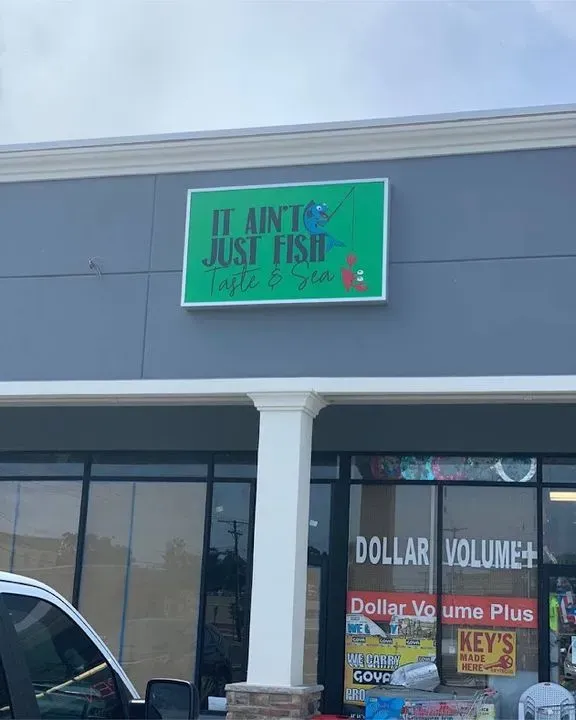 IT AIN'T
JUST FISH
Taste & Sea
DOLLAR VOLUME+
Dollar Volume Plus
KEY'S
MADE
HERE
WE CARRY
GOYA